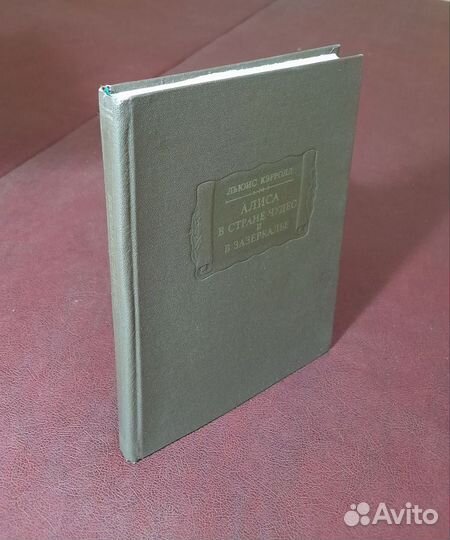 ЛЬЮИС КЭРРОЛЛ
АЛИСА
В СТРАНЕ ЧУДЕС
И
В ЗАЗЕРКАЛЬЕ
Avito